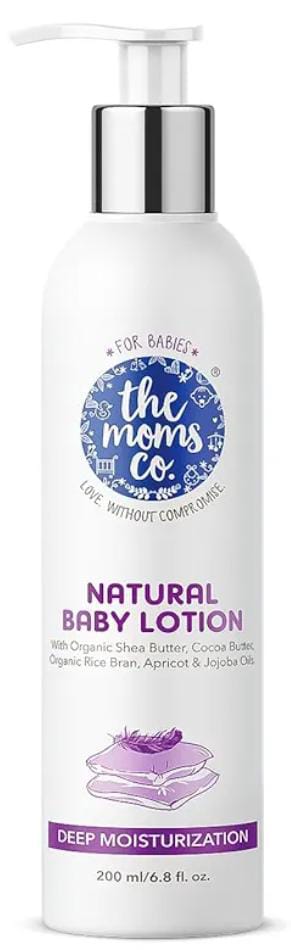 *FOR BABIES*
®
the
moms
co.
LOVE. WITHOUT COMPROMISE.
NATURAL
BABY LOTION
With Organic Shea Butter, Cocoa Butter,
Organic Rice Bran, Apricot & Jojoba Oils.
DEEP MOISTURIZATION
200 ml/6.8 fl. oz.